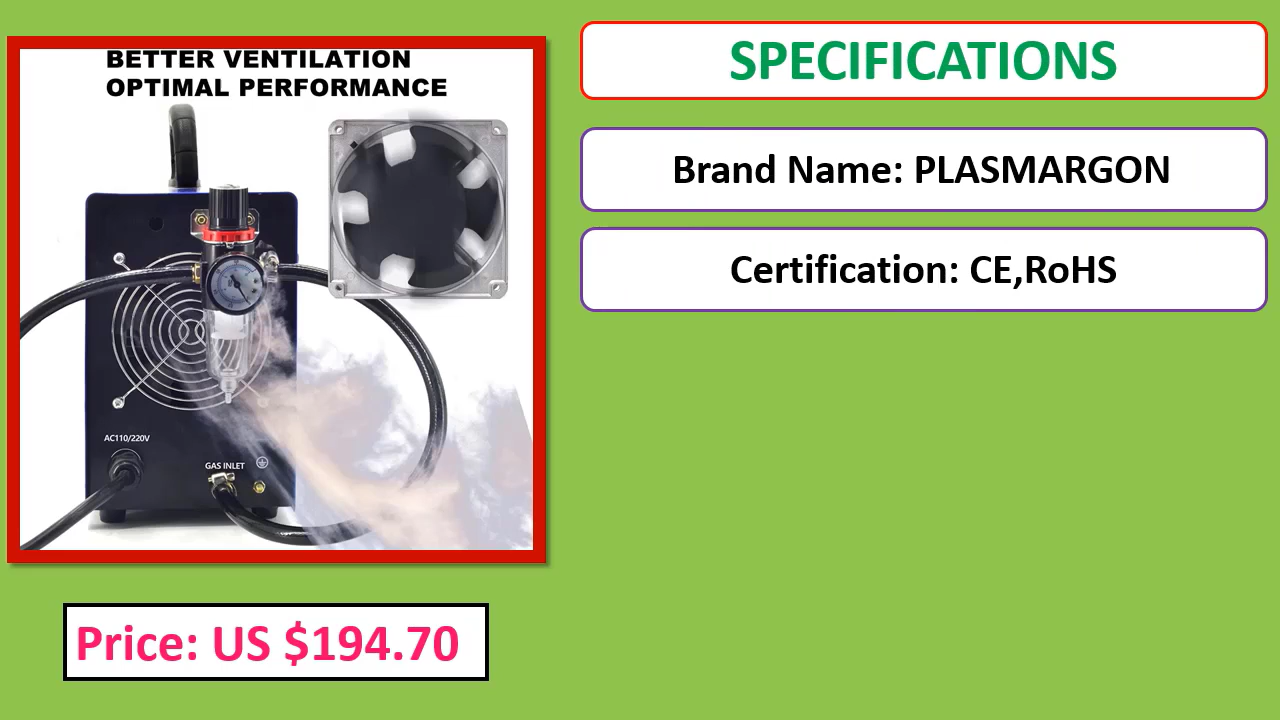 BETTER VENTILATION
OPTIMAL PERFORMANCE
AC110/220V
GAS INLET
Price: US $194.70
SPECIFICATIONS
Brand Name: PLASMARGON
Certification: CE,RoHS